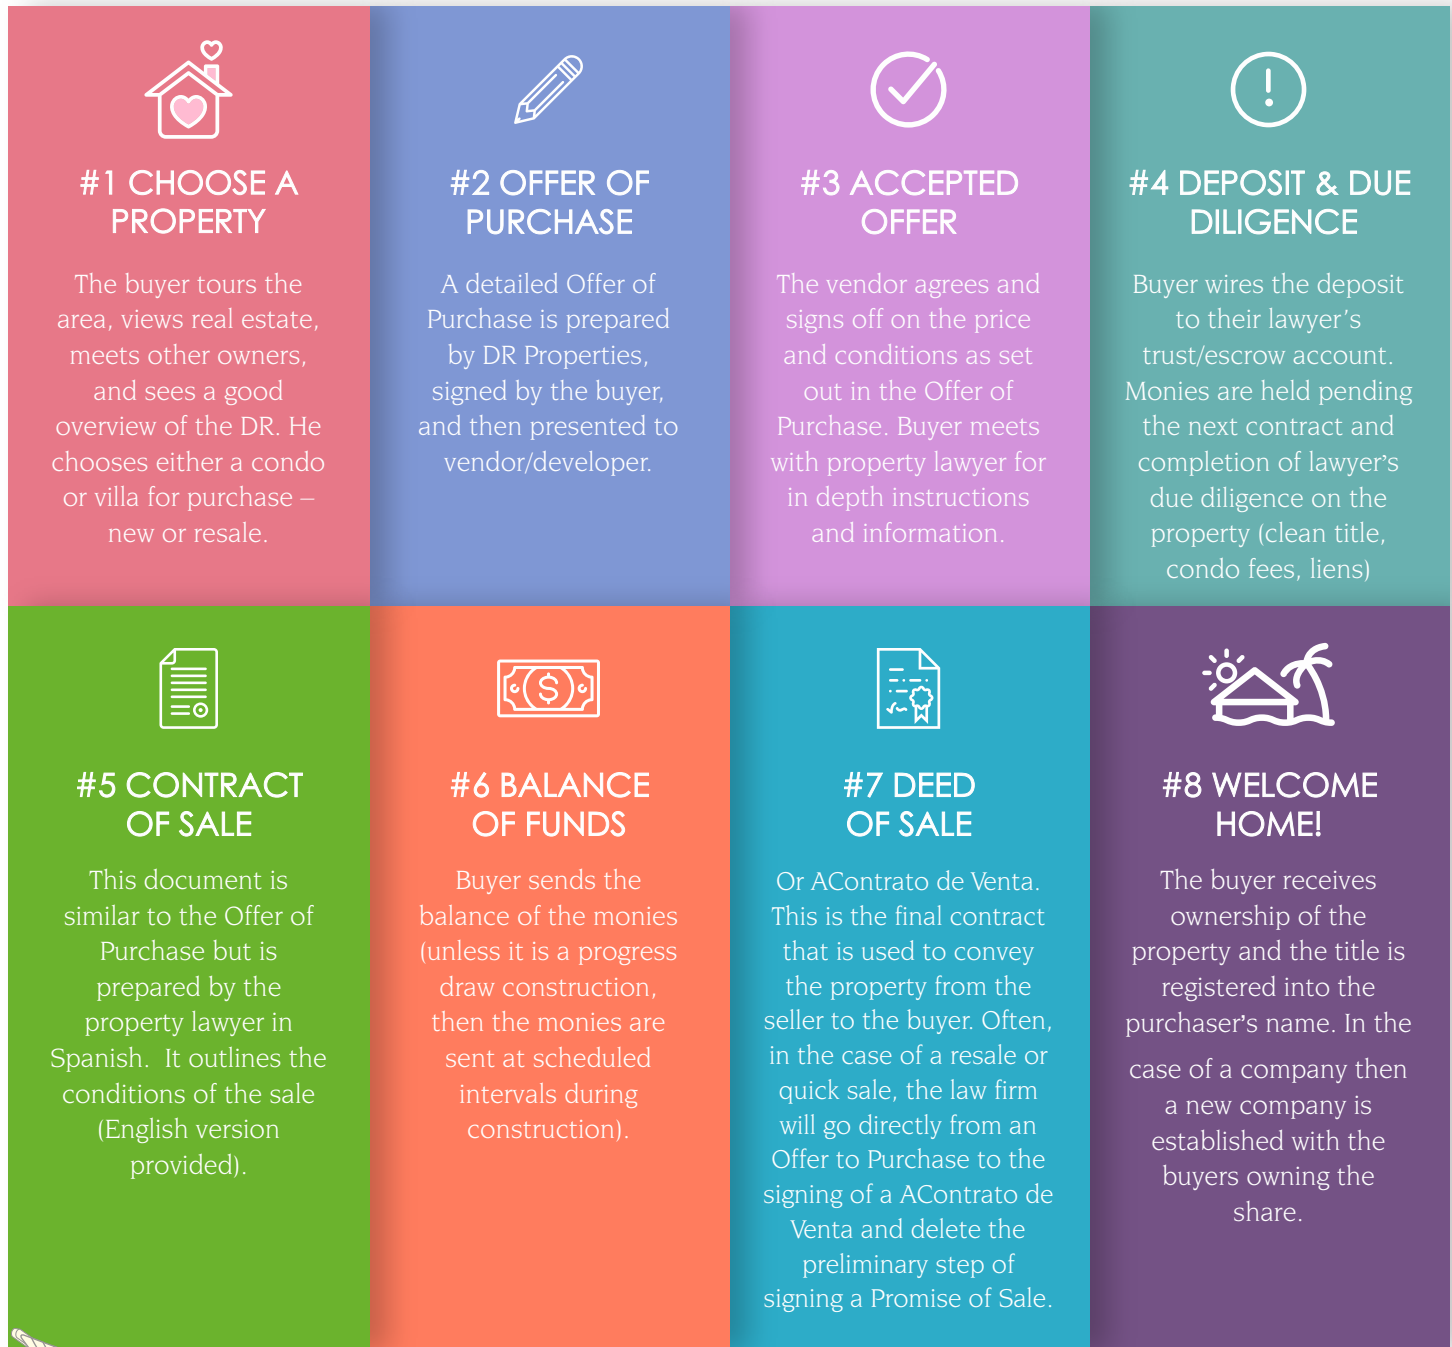 #1 CHOOSE A
PROPERTY
The buyer tours the
area, views real estate,
meets other owners,
and sees a good
overview of the DR. He
chooses either a condo
or villa for purchase –
new or resale.
#2 OFFER OF
PURCHASE
A detailed Offer of
Purchase is prepared
by DR Properties,
signed by the buyer,
and then presented to
vendor/developer.
#3 ACCEPTED
OFFER
The vendor agrees and
signs off on the price
and conditions as set
out in the Offer of
Purchase. Buyer meets
with property lawyer for
in depth instructions
and information.
#4 DEPOSIT & DUE
DILIGENCE
Buyer wires the deposit
to their lawyer’s
trust/escrow account.
Monies are held pending
the next contract and
completion of lawyer’s
due diligence on the
property (clean title,
condo fees, liens)
#5 CONTRACT
OF SALE
This document is
similar to the Offer of
Purchase but is
prepared by the
property lawyer in
Spanish.  It outlines the
conditions of the sale
(English version
provided).
#6 BALANCE
OF FUNDS
Buyer sends the
balance of the monies
(unless it is a progress
draw construction,
then the monies are
sent at scheduled
intervals during
construction).
#7 DEED
OF SALE
Or AContrato de Venta.
This is the final contract
that is used to convey
the property from the
seller to the buyer. Often,
in the case of a resale or
quick sale, the law firm
will go directly from an
Offer to Purchase to the
signing of a AContrato de
Venta and delete the
preliminary step of
signing a Promise of Sale.
#8 WELCOME
HOME!
The buyer receives
ownership of the
property and the title is
registered into the
purchaser’s name. In the
case of a company then
a new company is
established with the
buyers owning the
share.